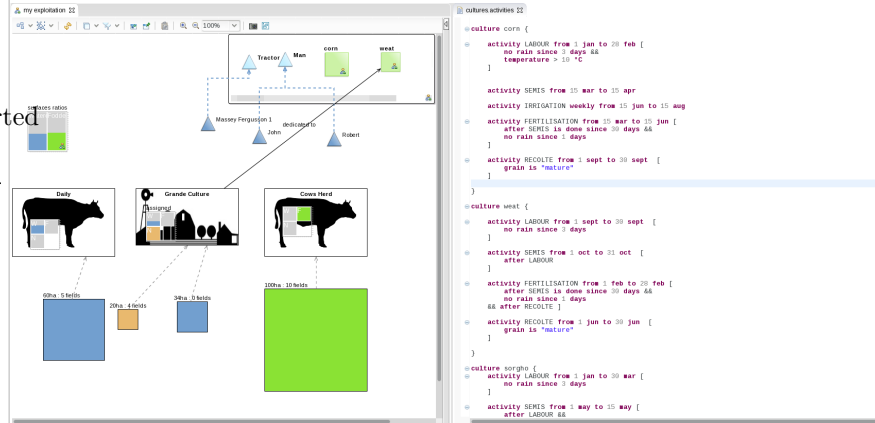 my exploitation
100%
Tractor
Man
corn
weat
surfaces ratios
rted
Massey Fergusson 1
John
dedicated to
Robert
Daily
Grande Culture
Cows Herd
assigned
60ha : 5 fields
20ha : 4 fields
34ha : 0 fields
100ha : 10 fields
cultures activities
culture corn {
activity LABOUR from 1 jan to 28 feb [
no rain since 3 days &&
temperature > 10 °C
]
activity SEMIS from 15 mar to 15 apr
activity IRRIGATION weekly from 15 jun to 15 aug
activity FERTILISATION from 15 mar to 15 jun [
after SEMIS is done since 30 days &&
no rain since 1 days
]
activity RECOLTE from 1 sept to 30 sept [
grain is "mature"
]
}
culture weat {
activity LABOUR from 1 sept to 30 sept [
no rain since 3 days
]
activity SEMIS from 1 oct to 31 oct [
after LABOUR
]
activity FERTILISATION from 1 feb to 28 feb [
after SEMIS is done since 30 days &&
no rain since 1 days
&& after RECOLTE ]
activity RECOLTE from 1 jun to 30 jun [
grain is "mature"
]
}
culture sorgho {
activity LABOUR from 1 jan to 30 mar [
no rain since 3 days
]
activity SEMIS from 1 may to 15 may [
after LABOUR &&